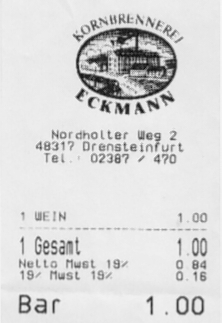 KORNBRENNEREI
ECKMANN
Nordholter Weg 2
48317 Drensteinfurt
Tel.: 02387 / 470
1 WEIN 1.00
1 Gesamt 1.00
Netto Mwst 19% 0.84
19% Mwst 19% 0.16
Bar 1.00